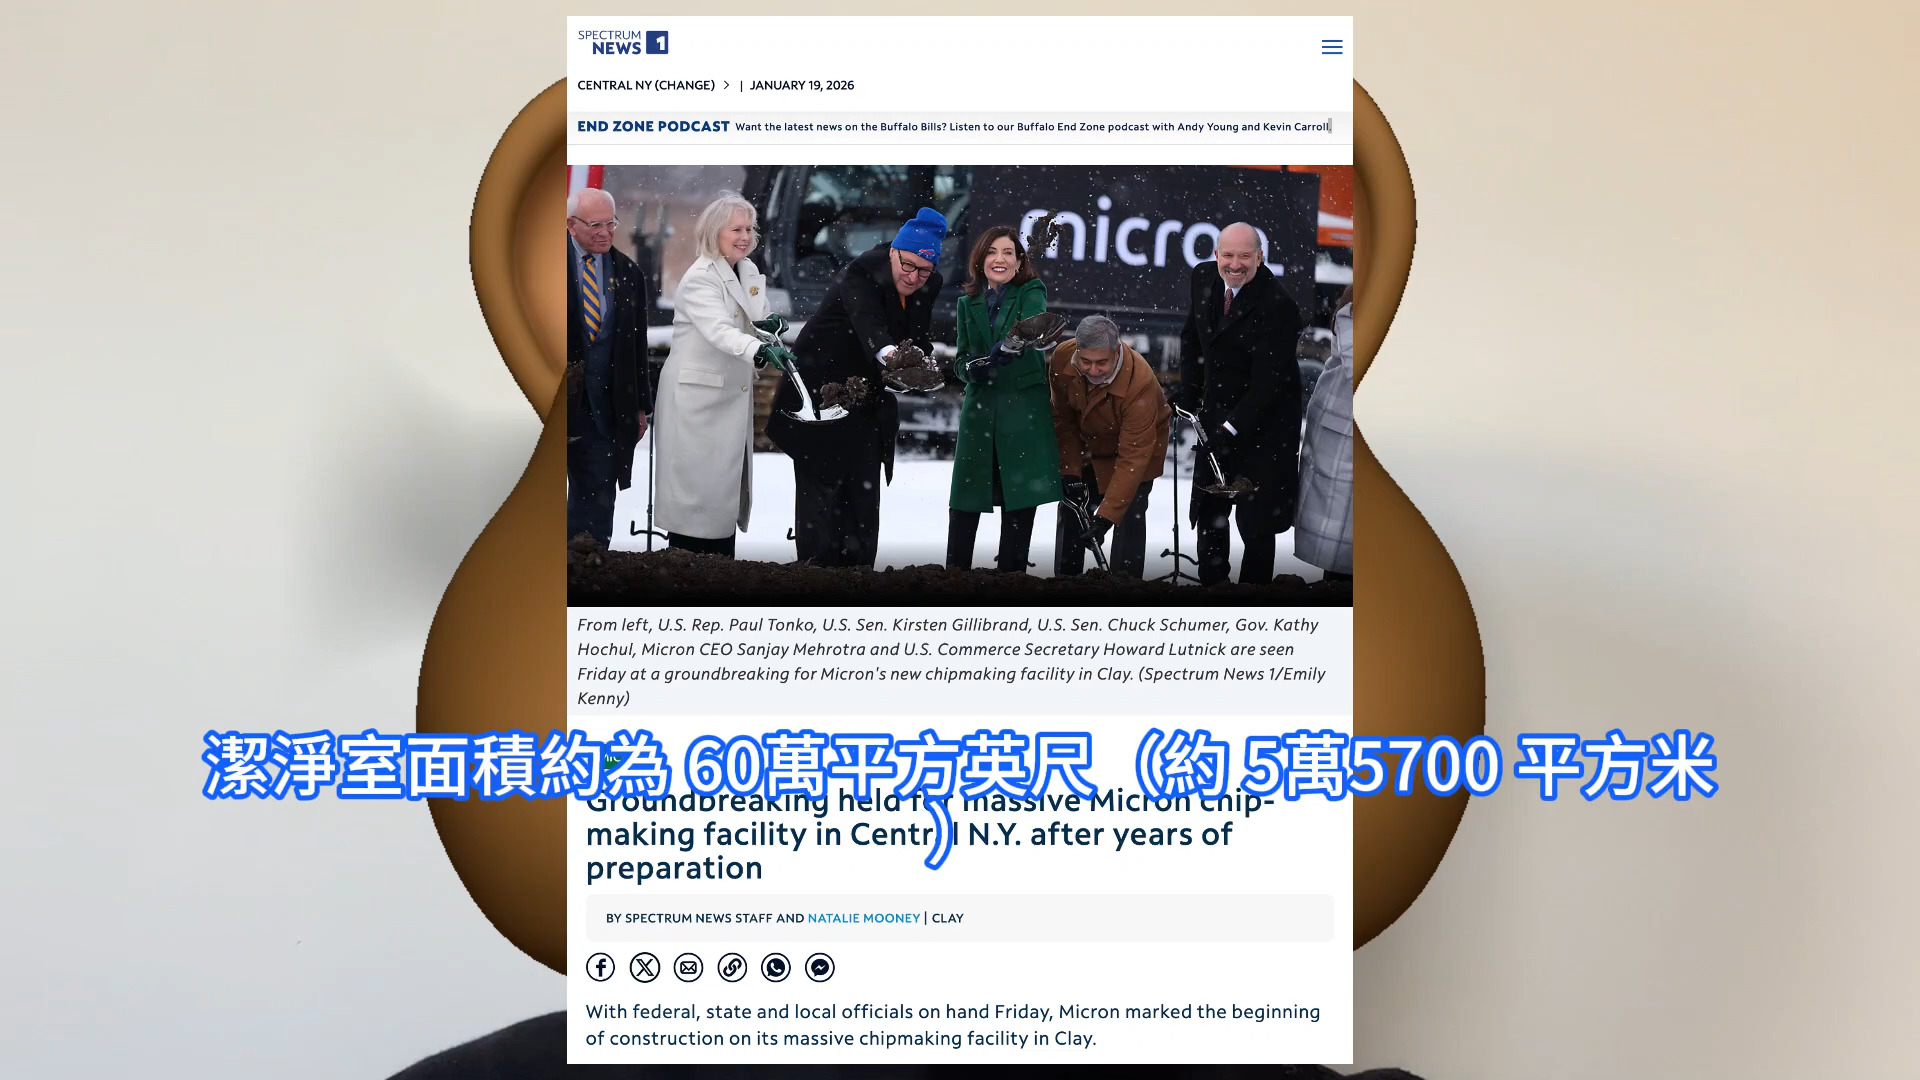 SPECTRUM
NEWS 1
CENTRAL NY (CHANGE) > | JANUARY 19, 2026
END ZONE PODCAST Want the latest news on the Buffalo Bills? Listen to our Buffalo End Zone podcast with Andy Young and Kevin Carroll.
micron
From left, U.S. Rep. Paul Tonko, U.S. Sen. Kirsten Gillibrand, U.S. Sen. Chuck Schumer, Gov. Kathy
Hochul, Micron CEO Sanjay Mehrotra and U.S. Commerce Secretary Howard Lutnick are seen
Friday at a groundbreaking for Micron's new chipmaking facility in Clay. (Spectrum News 1/Emily
Kenny)
潔淨室面積約為 60萬平方英尺（約 5萬5700 平方米
）
Groundbreaking held for massive Micron chip-
making facility in Central N.Y. after years of
preparation
BY SPECTRUM NEWS STAFF AND NATALIE MOONEY | CLAY
With federal, state and local officials on hand Friday, Micron marked the beginning
of construction on its massive chipmaking facility in Clay.